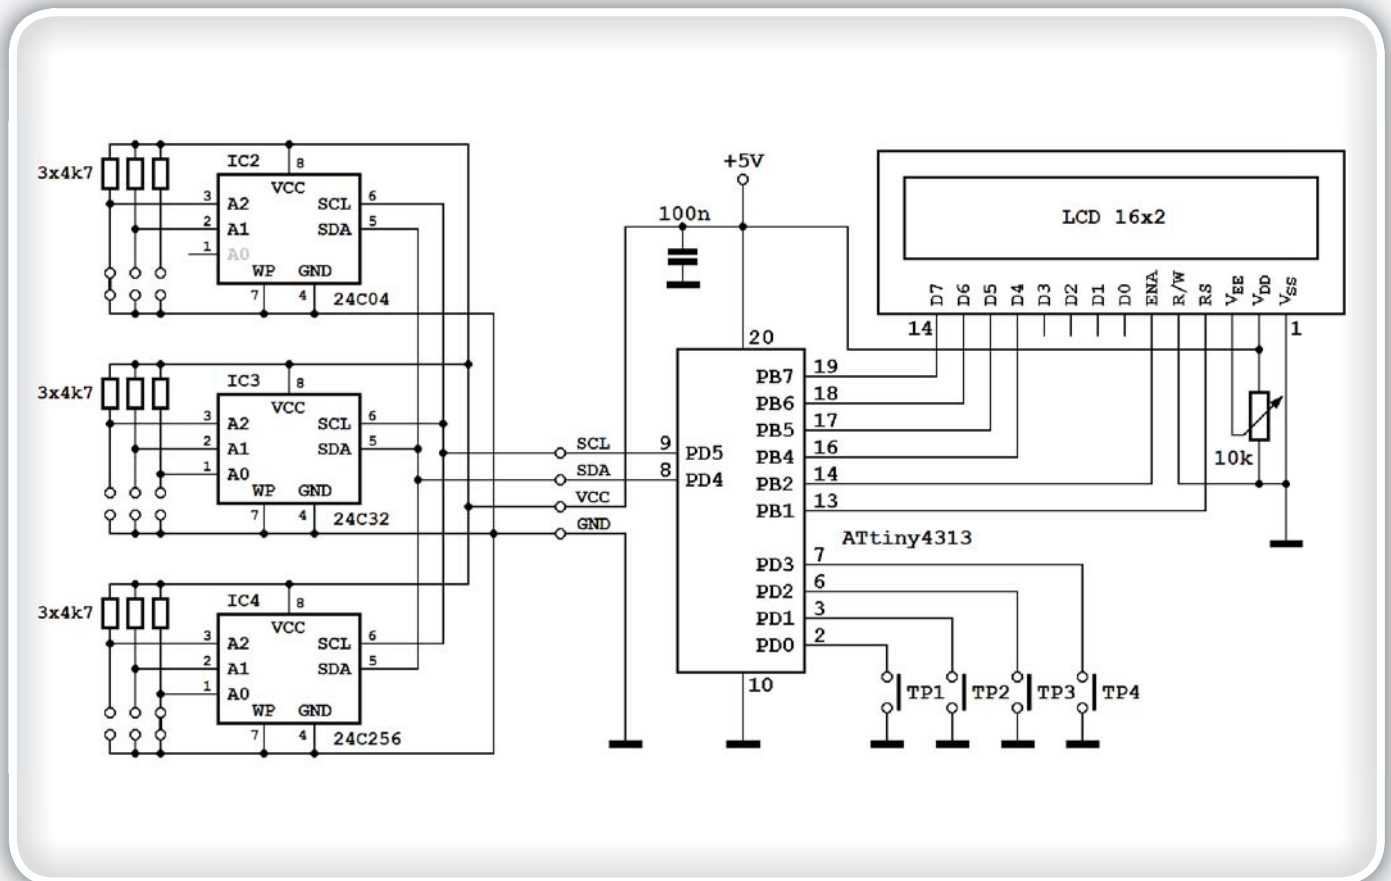 3x4k7
IC2
8
VCC
3 A2 SCL 6
2 A1 SDA 5
1 A0
WP GND
7 4 24C04
3x4k7
IC3
8
VCC
3 A2 SCL 6
2 A1 SDA 5
1 A0
WP GND
7 4 24C32
3x4k7
IC4
8
VCC
3 A2 SCL 6
2 A1 SDA 5
1 A0
WP GND
7 4 24C256
SCL
SDA
VCC
GND
+5V
100n
20
9 PD5
8 PD4
PB7 19
PB6 18
PB5 17
PB4 16
PB2 14
PB1 13
ATtiny4313
PD3 7
PD2 6
PD1 3
PD0 2
10
LCD 16x2
D7 D6 D5 D4 D3 D2 D1 D0 ENA R/W RS VEE VDD VSS
14 1
10k
TP1 TP2 TP3 TP4